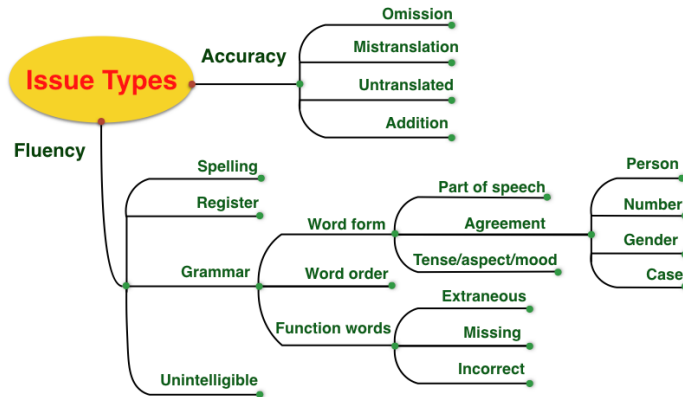 Issue Types
Accuracy
Omission
Mistranslation
Untranslated
Addition
Fluency
Spelling
Register
Grammar
Word form
Part of speech
Agreement
Person
Number
Gender
Case
Tense/aspect/mood
Word order
Function words
Extraneous
Missing
Incorrect
Unintelligible